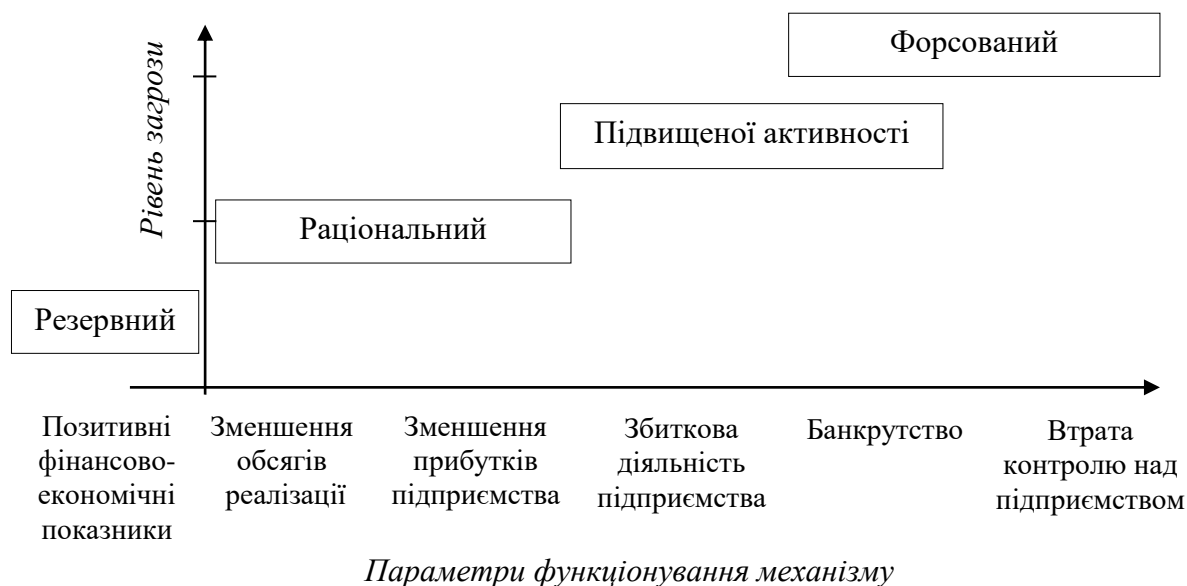 Форсований
Рівень загрози
Підвищеної активності
Раціональний
Резервний
Позитивні
фінансово-
економічні
показники
Зменшення
обсягів
реалізації
Зменшення
прибутків
підприємства
Збиткова
діяльність
підприємства
Банкрутство
Втрата
контролю над
підприємством
Параметри функціонування механізму